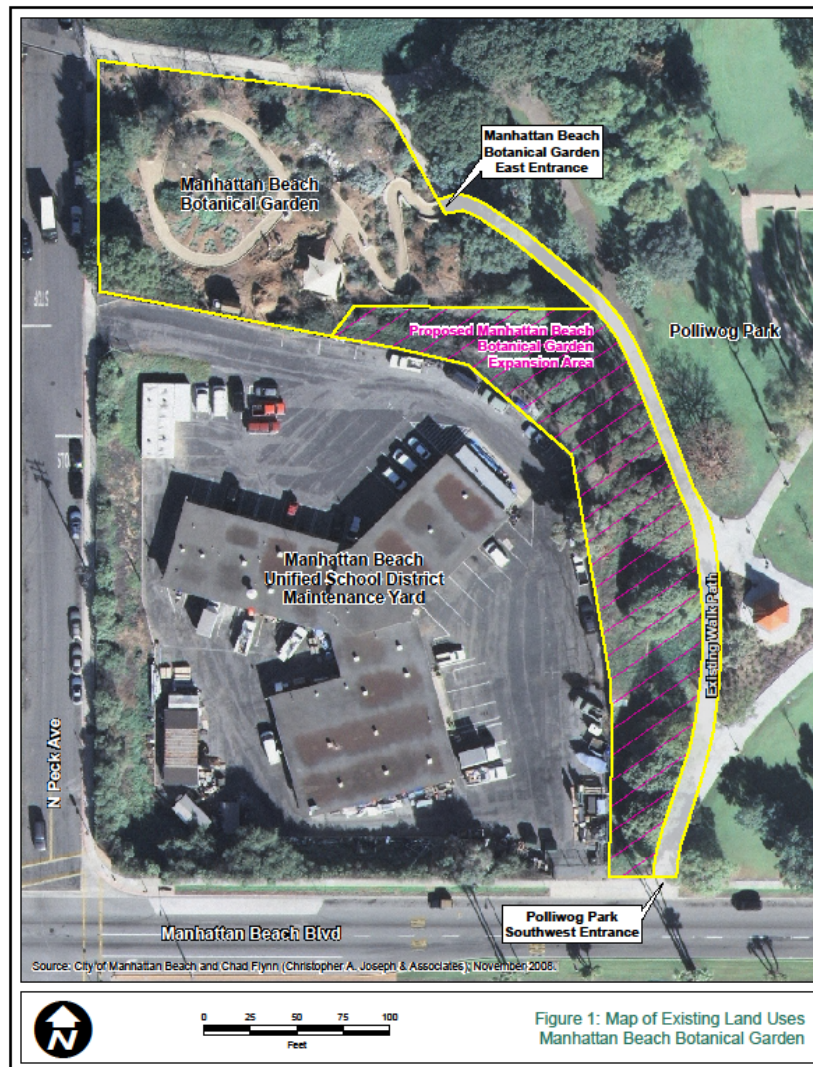 Manhattan Beach
Botanical Garden
East Entrance
Manhattan Beach
Botanical Garden
STOP
Proposed Manhattan Beach
Botanical Garden
Expansion Area
Polliwog Park
STOP
Manhattan Beach
Unified School District
Maintenance Yard
Existing Walk Path
N Peck Ave
Polliwog Park
Southwest Entrance
Manhattan Beach Blvd
Source: City of Manhattan Beach and Chad Flynn (Christopher A. Joseph & Associates), November 2008.
N
0 25 50 75 100
Feet
Figure 1: Map of Existing Land Uses
Manhattan Beach Botanical Garden